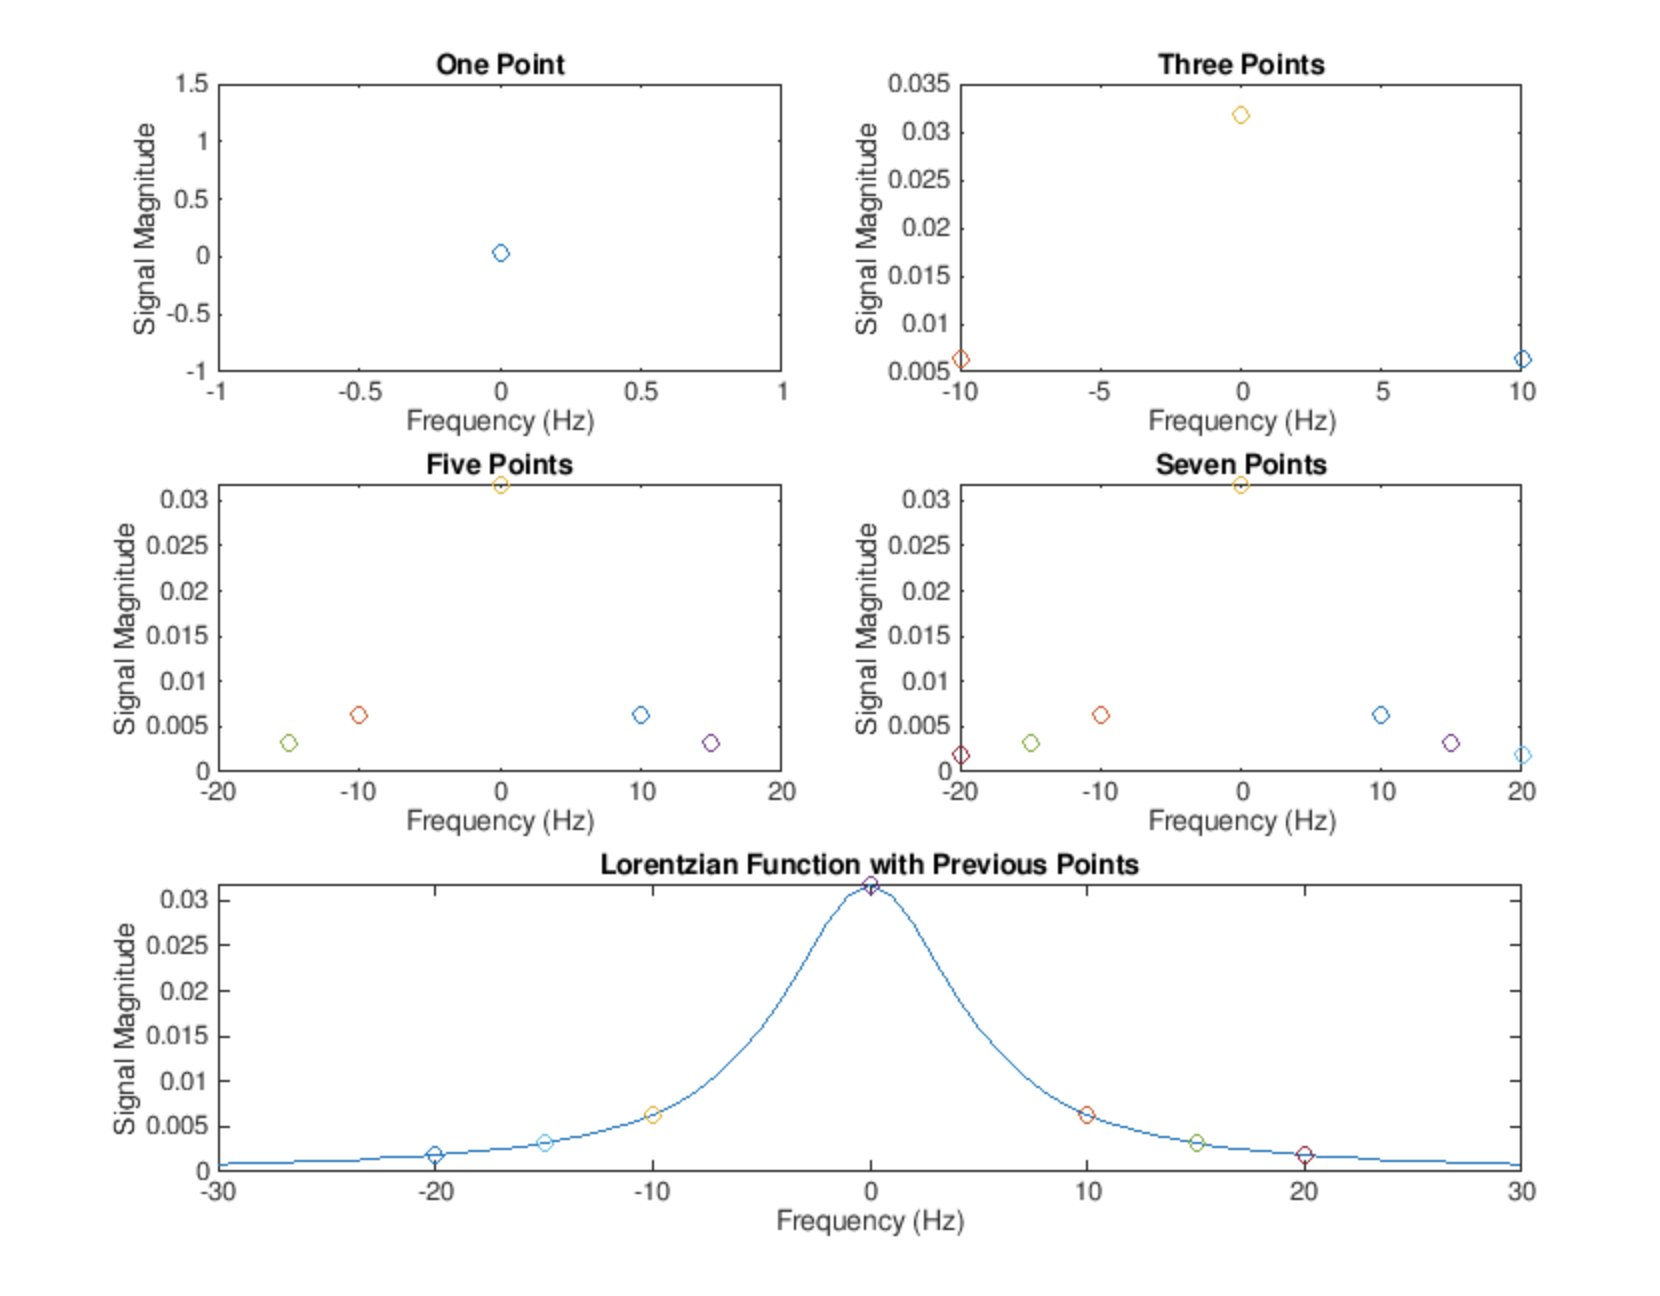 One Point
1.5
1
0.5
0
-0.5
-1
-1 -0.5 0 0.5 1
Signal Magnitude
Frequency (Hz)
Three Points
0.035
0.03
0.025
0.02
0.015
0.01
0.005
-10 -5 0 5 10
Signal Magnitude
Frequency (Hz)
Five Points
0.03
0.025
0.02
0.015
0.01
0.005
0
-20 -10 0 10 20
Signal Magnitude
Frequency (Hz)
Seven Points
0.03
0.025
0.02
0.015
0.01
0.005
0
-20 -10 0 10 20
Signal Magnitude
Frequency (Hz)
Lorentzian Function with Previous Points
0.03
0.025
0.02
0.015
0.01
0.005
0
-30 -20 -10 0 10 20 30
Signal Magnitude
Frequency (Hz)